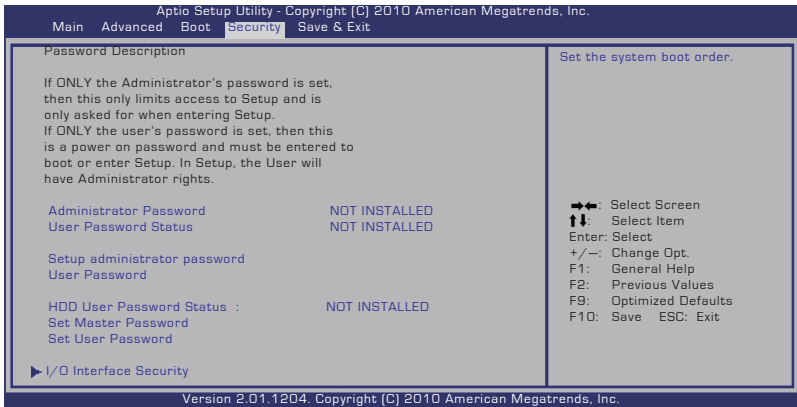 Aptio Setup Utility - Copyright (C) 2010 American Megatrends, Inc.
Main Advanced Boot Security Save & Exit
Password Description
If ONLY the Administrator's password is set,
then this only limits access to Setup and is
only asked for when entering Setup.
If ONLY the user's password is set, then this
is a power on password and must be entered to
boot or enter Setup. In Setup, the User will
have Administrator rights.
Administrator Password NOT INSTALLED
User Password Status NOT INSTALLED
Setup administrator password
User Password
HDD User Password Status : NOT INSTALLED
Set Master Password
Set User Password
I/O Interface Security
Set the system boot order.
→←: Select Screen
↑↓: Select Item
Enter: Select
+/—: Change Opt.
F1: General Help
F2: Previous Values
F9: Optimized Defaults
F10: Save ESC: Exit
Version 2.01.1204. Copyright (C) 2010 American Megatrends, Inc.